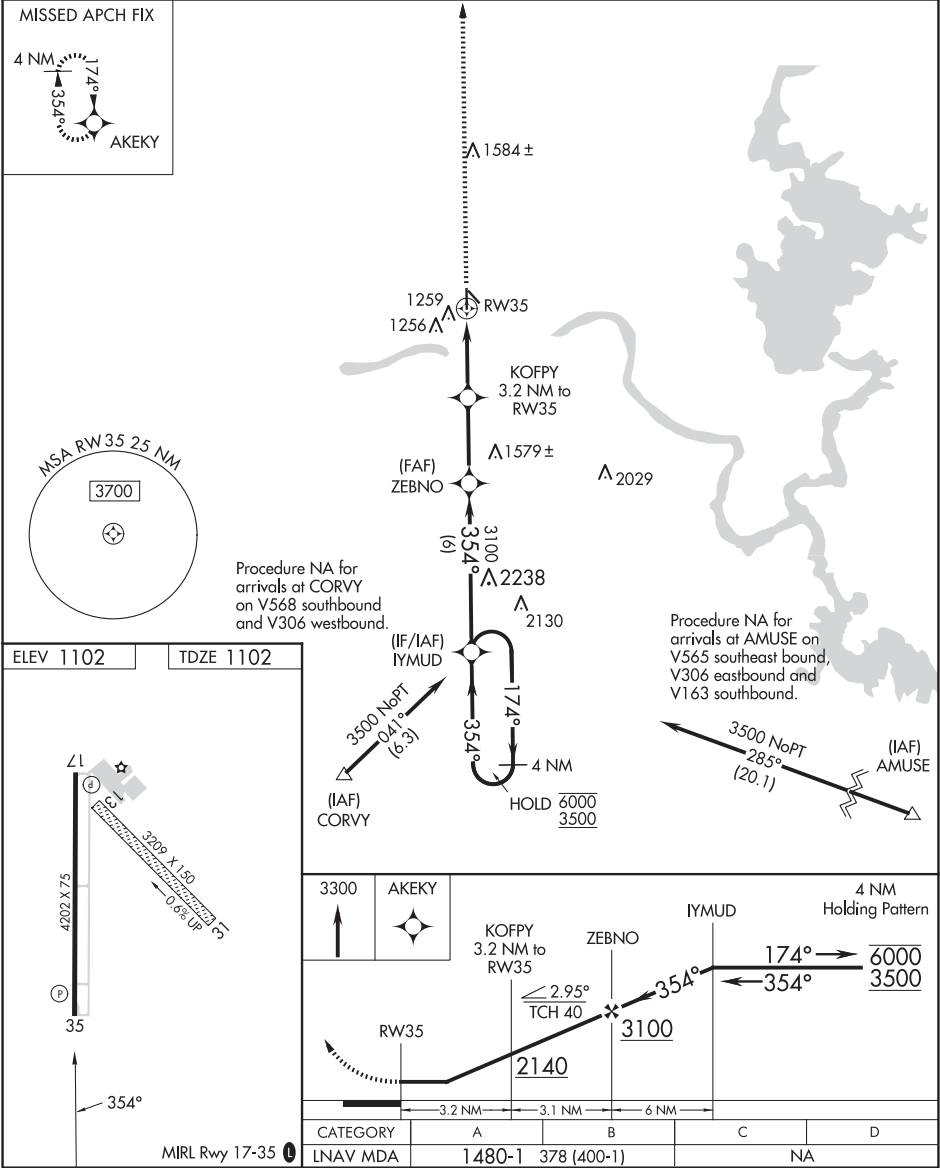 MISSED APCH FIX
4 NM
174°
354°
AKEKY
1584 ±
1259
RW35
1256
KOFPY
3.2 NM to
RW35
MSA RW35 25 NM
3700
1579 ±
(FAF)
ZEBNO
2029
3100
354°
(6)
2238
2130
Procedure NA for
arrivals at CORVY
on V568 southbound
and V306 westbound.
(IF/IAF)
IYMUD
Procedure NA for
arrivals at AMUSE on
V565 southeast bound,
V306 eastbound and
V163 southbound.
3500 NoPT
041°
(6.3)
(IAF)
CORVY
354°
174°
4 NM
HOLD 6000
3500
3500 NoPT
285°
(20.1)
(IAF)
AMUSE
ELEV 1102
TDZE 1102
17
P
13
3209 X 150
0.6% UP
31
4202 X 75
P
35
354°
MIRL Rwy 17-35 L
3300
AKEKY
KOFPY
3.2 NM to
RW35
ZEBNO
IYMUD
4 NM
Holding Pattern
174°
6000
354°
354°
3500
2.95°
TCH 40
3100
RW35
2140
3.2 NM
3.1 NM
6 NM
CATEGORY A B C D
LNAV MDA 1480-1 378 (400-1) NA